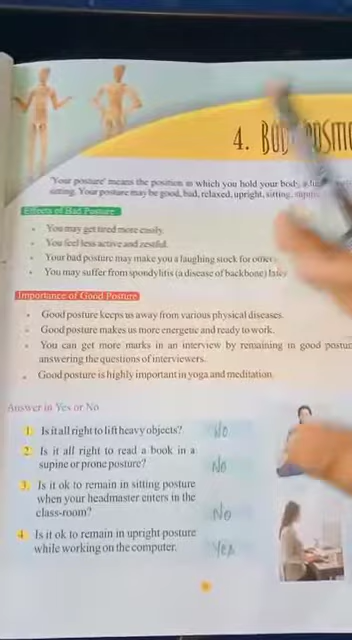 4. BODY POSITIO
'Your posture' means the position in which you hold your body
sitting. Your posture may be good, bad, relaxed, upright, sitting, supine
Effects of Bad Posture
You may get tired more easily.
You feel less active and zestful.
Your bad posture may make you a laughing stock for other
You may suffer from spondylitis (a disease of backbone) later
Importance of Good Posture
Good posture keeps us away from various physical diseases.
Good posture makes us more energetic and ready to work.
You can get more marks in an interview by remaining in good postur
answering the questions of interviewers.
Good posture is highly important in yoga and meditation.
Answer in Yes or No
1. Is it all right to lift heavy objects? No
2. Is it all right to read a book in a
supine or prone posture? No
3. Is it ok to remain in sitting posture
when your headmaster enters in the
class-room? No
4. Is it ok to remain in upright posture
while working on the computer. Yes